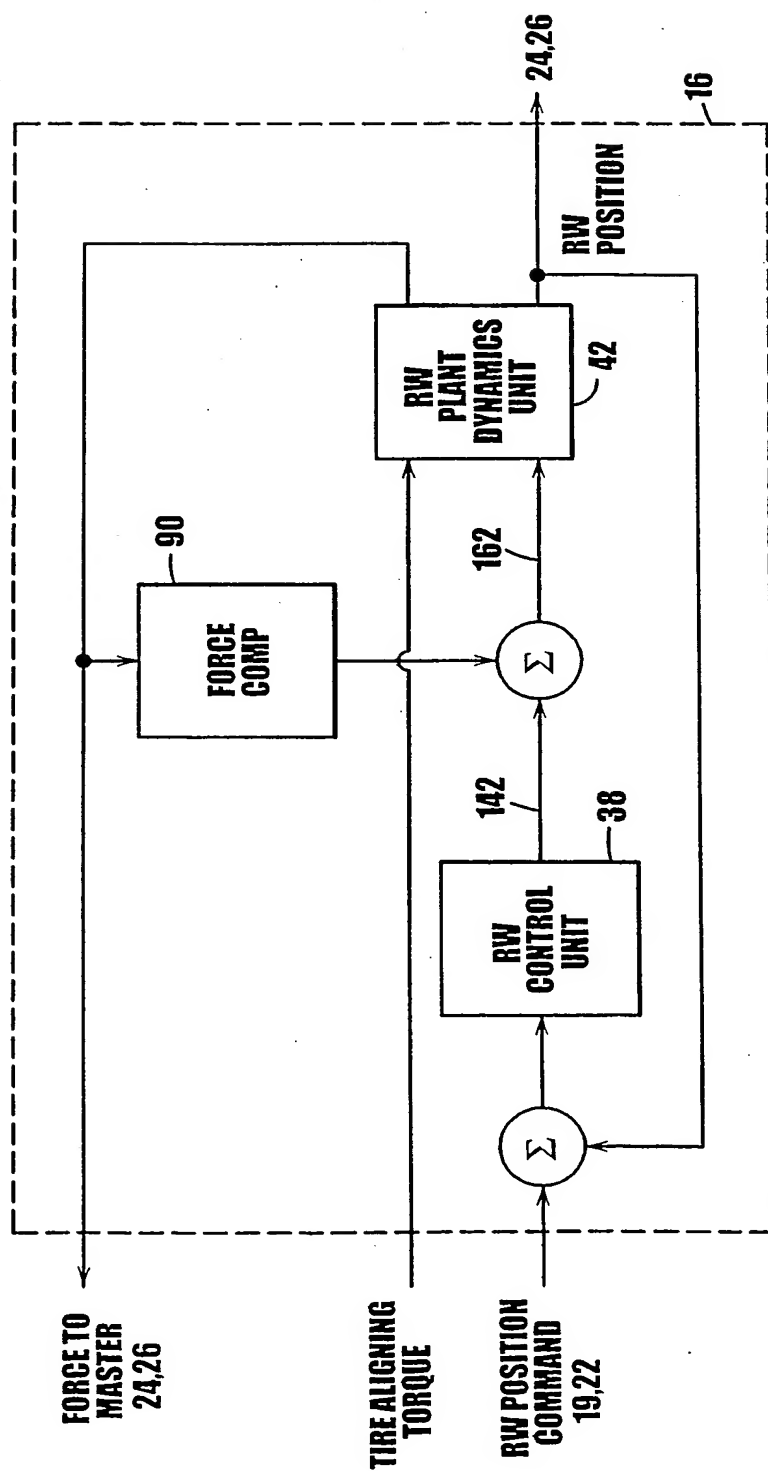 16
FORCE TO
MASTER
24,26
90
FORCE
COMP
24,26
RW
POSITION
TIRE ALIGNING
TORQUE
RW
PLANT
DYNAMICS
UNIT
42
162
142
Σ
Σ
RW
CONTROL
UNIT
38
RW POSITION
COMMAND
19,22